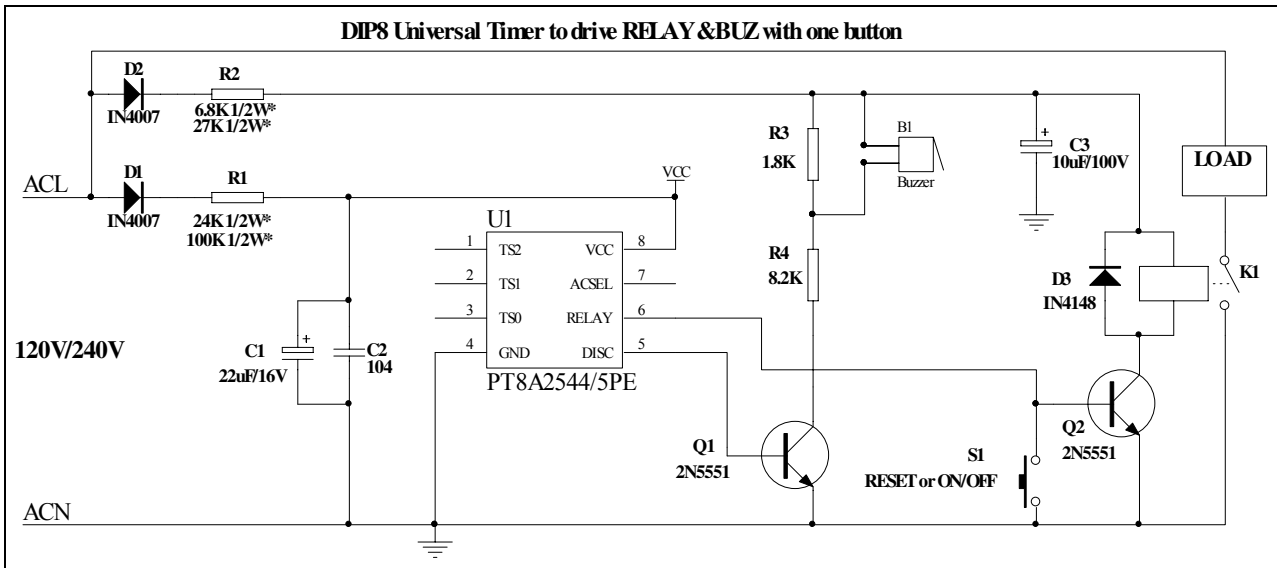 DIP8 Universal Timer to drive RELAY&BUZ with one button
D2
IN4007
R2
6.8K1/2W*
27K1/2W*
ACL
D1
IN4007
R1
24K1/2W*
100K1/2W*
VCC
R3
1.8K
B1
Buzzer
+
C3
10uF/100V
LOAD
U1
1
TS2
VCC
8
2
TS1
ACSEL
7
3
TS0
RELAY
6
4
GND
DISC
5
PT8A2544/5PE
R4
8.2K
D3
IN4148
K1
120V/240V
+
C1
22uF/16V
C2
104
Q1
2N5551
S1
RESET or ON/OFF
Q2
2N5551
ACN